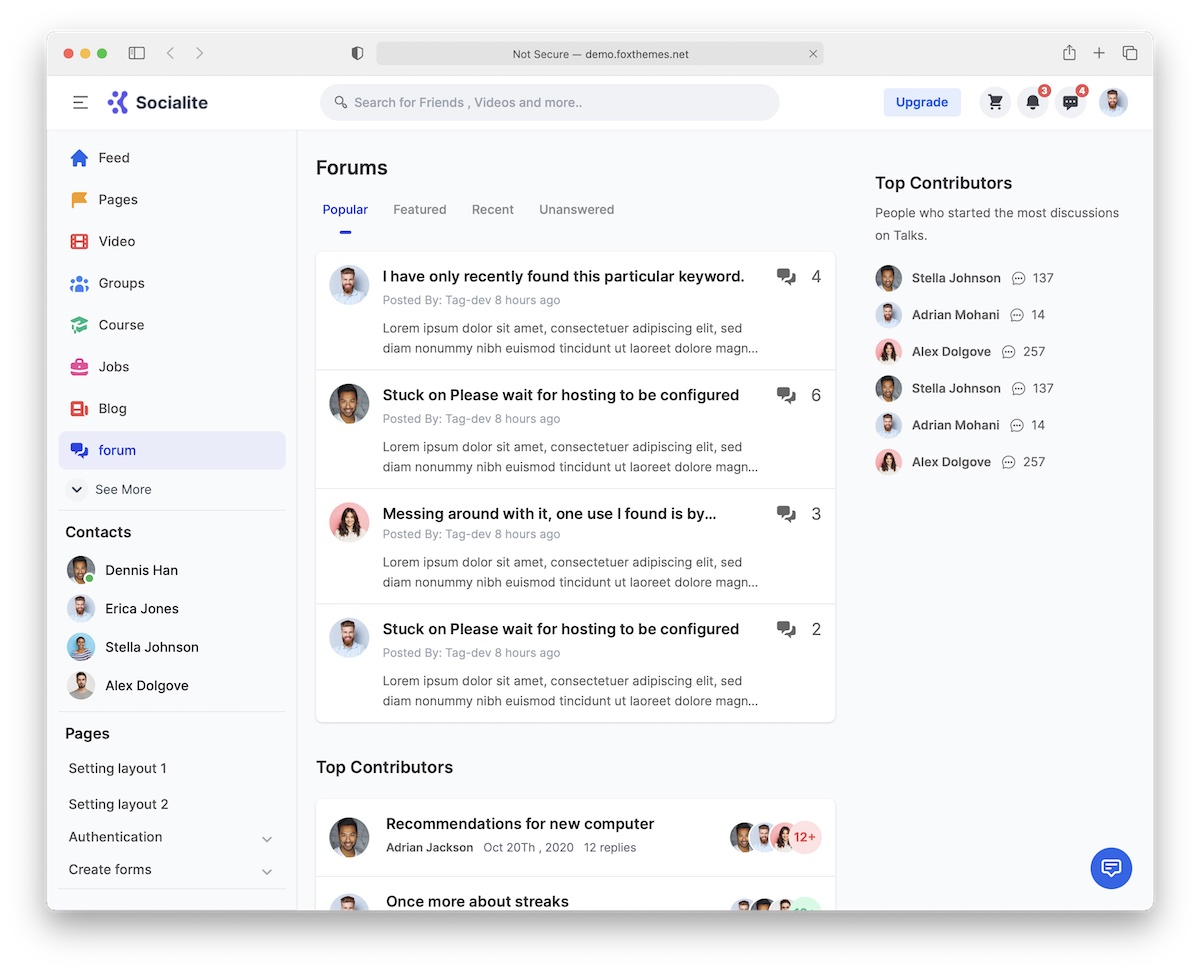 Not Secure — demo.foxthemes.net
Socialite
Search for Friends , Videos and more..
Upgrade
3
4
Feed
Pages
Video
Groups
Course
Jobs
Blog
forum
See More
Contacts
Dennis Han
Erica Jones
Stella Johnson
Alex Dolgove
Pages
Setting layout 1
Setting layout 2
Authentication
Create forms
Forums
Popular Featured Recent Unanswered
I have only recently found this particular keyword. 4
Posted By: Tag-dev 8 hours ago
Lorem ipsum dolor sit amet, consectetuer adipiscing elit, sed
diam nonummy nibh euismod tincidunt ut laoreet dolore magn...
Stuck on Please wait for hosting to be configured 6
Posted By: Tag-dev 8 hours ago
Lorem ipsum dolor sit amet, consectetuer adipiscing elit, sed
diam nonummy nibh euismod tincidunt ut laoreet dolore magn...
Messing around with it, one use I found is by... 3
Posted By: Tag-dev 8 hours ago
Lorem ipsum dolor sit amet, consectetuer adipiscing elit, sed
diam nonummy nibh euismod tincidunt ut laoreet dolore magn...
Stuck on Please wait for hosting to be configured 2
Posted By: Tag-dev 8 hours ago
Lorem ipsum dolor sit amet, consectetuer adipiscing elit, sed
diam nonummy nibh euismod tincidunt ut laoreet dolore magn...
Top Contributors
Recommendations for new computer
Adrian Jackson Oct 20Th , 2020 12 replies
12+
Once more about streaks
Top Contributors
People who started the most discussions
on Talks.
Stella Johnson 137
Adrian Mohani 14
Alex Dolgove 257
Stella Johnson 137
Adrian Mohani 14
Alex Dolgove 257